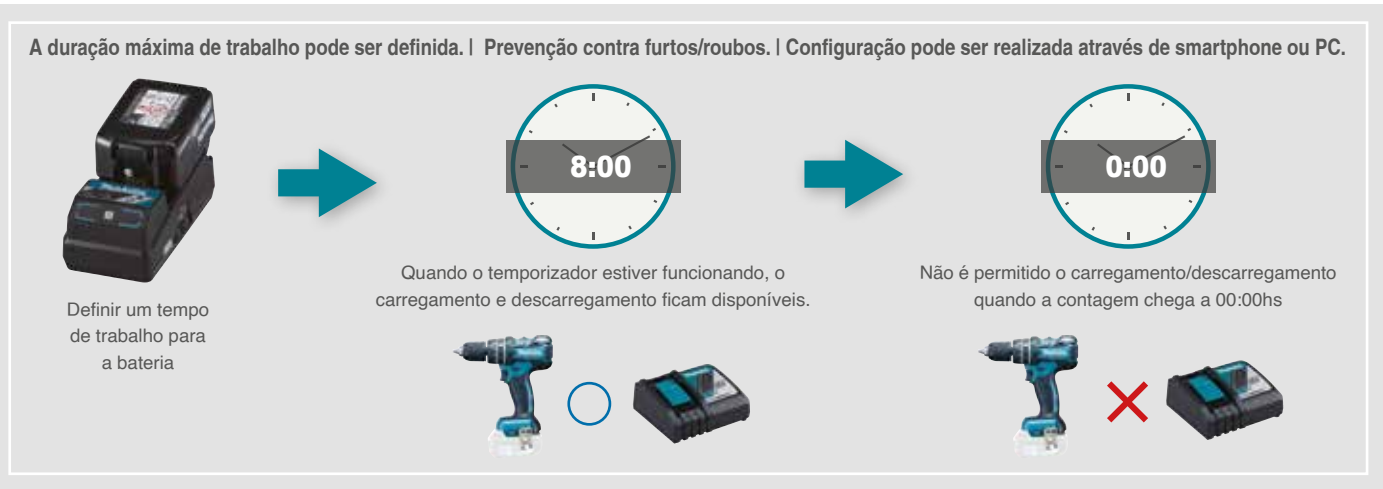 A duração máxima de trabalho pode ser definida. | Prevenção contra furtos/roubos. | Configuração pode ser realizada através de smartphone ou PC.
8:00
0:00
Definir um tempo
de trabalho para
a bateria
Quando o temporizador estiver funcionando, o
carregamento e descarregamento ficam disponíveis.
Não é permitido o carregamento/descarregamento
quando a contagem chega a 00:00hs